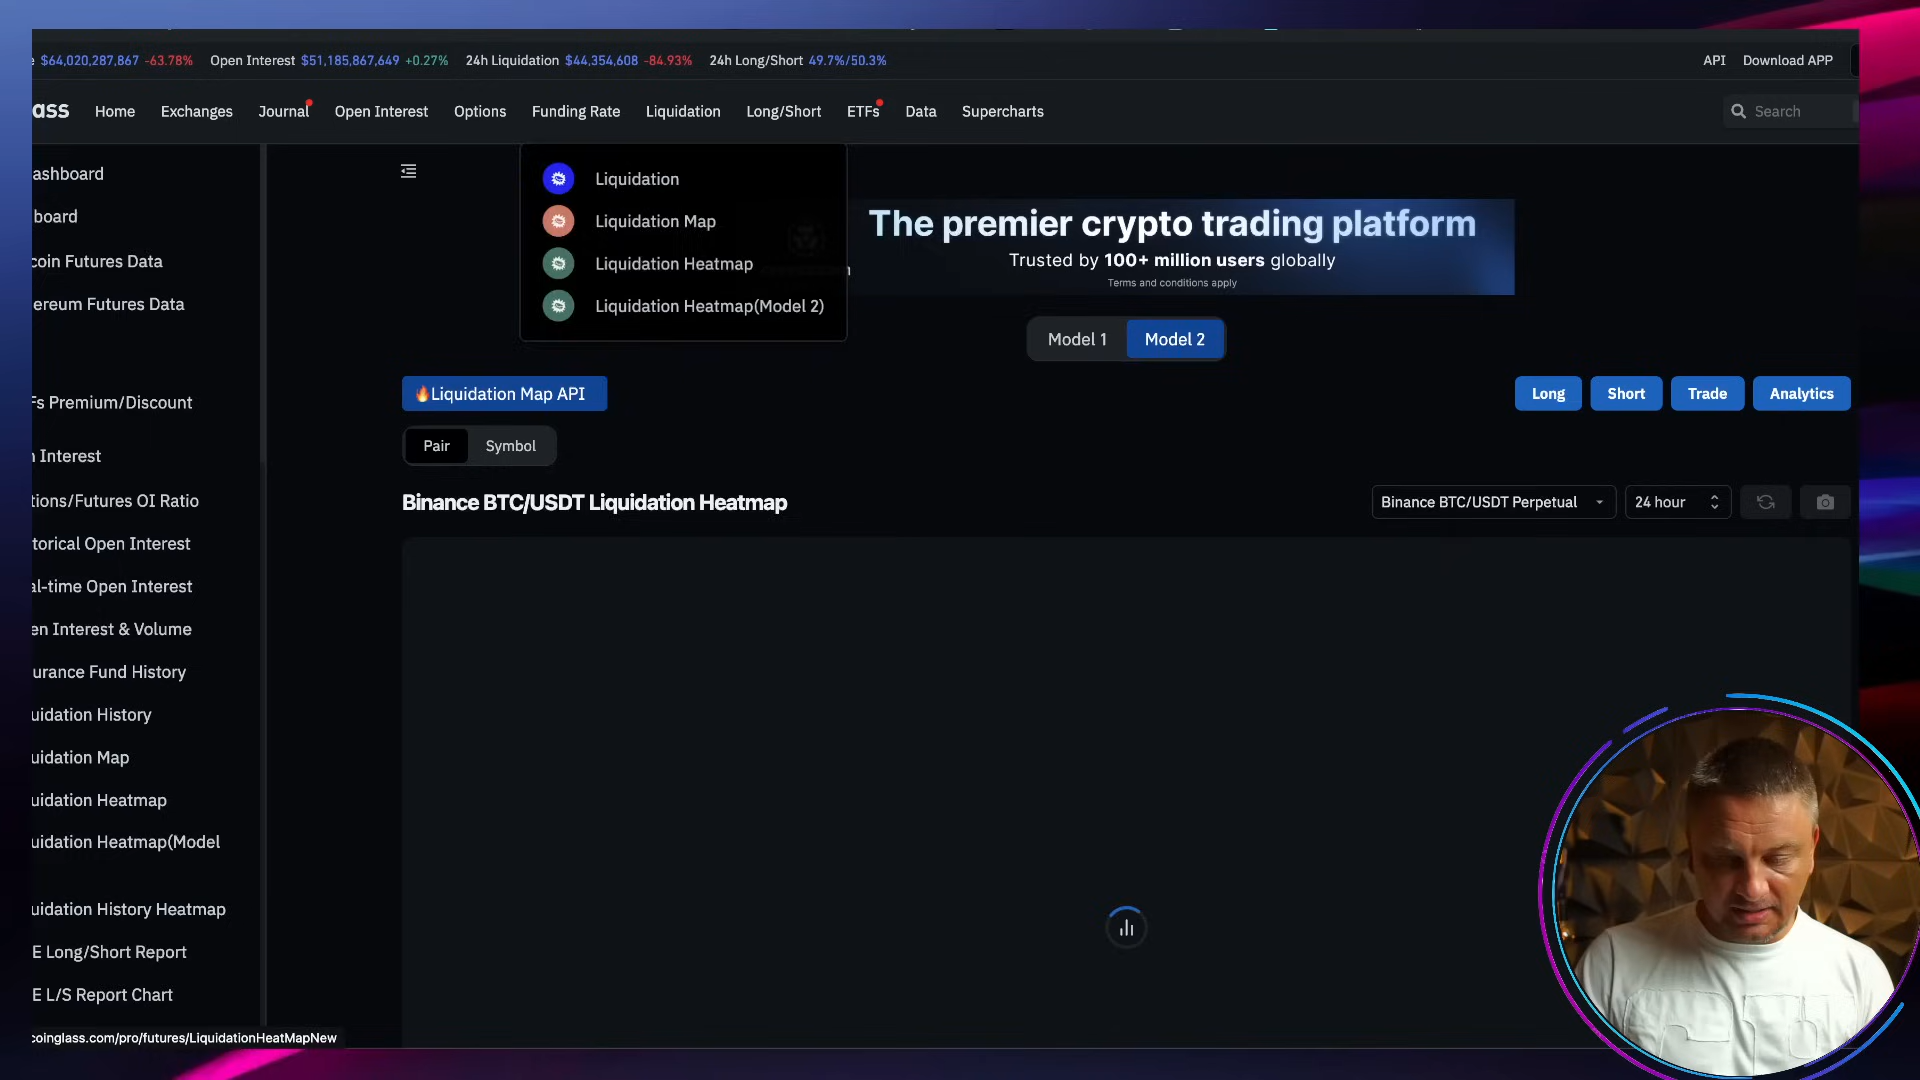 e $64,020,287,867 -63.78% Open Interest $51,185,867,649 +0.27% 24h Liquidation $44,354,608 -84.93% 24h Long/Short 49.7%/50.3% API Download APP
ass Home Exchanges Journal Open Interest Options Funding Rate Liquidation Long/Short ETFs Data Supercharts Search
ashboard
board
coin Futures Data
ereum Futures Data
Fs Premium/Discount
n Interest
tions/Futures OI Ratio
torical Open Interest
al-time Open Interest
en Interest & Volume
urance Fund History
uidation History
uidation Map
uidation Heatmap
uidation Heatmap(Model
uidation History Heatmap
E Long/Short Report
E L/S Report Chart
coinglass.com/pro/futures/LiquidationHeatMapNew
Liquidation
Liquidation Map
Liquidation Heatmap
Liquidation Heatmap(Model 2)
The premier crypto trading platform
Trusted by 100+ million users globally
Terms and conditions apply
Model 1 Model 2
🔥Liquidation Map API Long Short Trade Analytics
Pair Symbol
Binance BTC/USDT Liquidation Heatmap Binance BTC/USDT Perpetual 24 hour